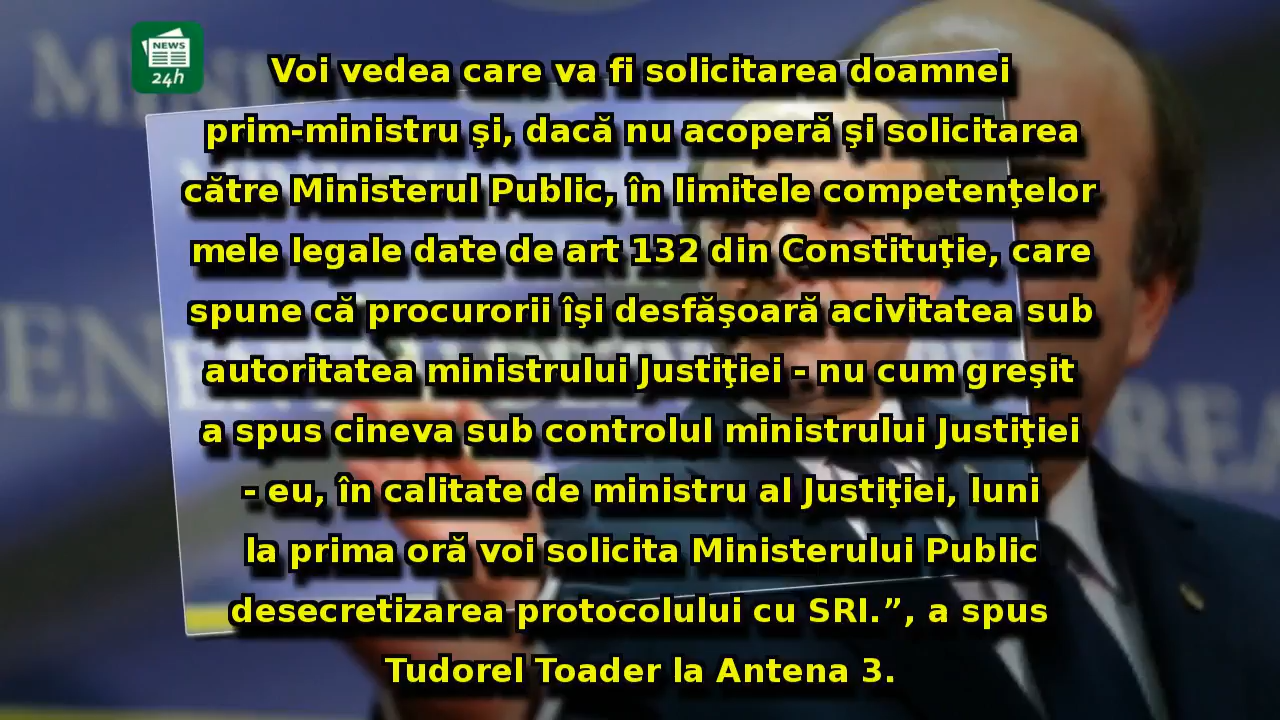 NEWS
24h
Voi vedea care va fi solicitarea doamnei
prim-ministru şi, dacă nu acoperă şi solicitarea
către Ministerul Public, în limitele competenţelor
mele legale date de art 132 din Constituţie, care
spune că procurorii îşi desfăşoară acivitatea sub
autoritatea ministrului Justiţiei - nu cum greşit
a spus cineva sub controlul ministrului Justiţiei
- eu, în calitate de ministru al Justiţiei, luni
la prima oră voi solicita Ministerului Public
desecretizarea protocolului cu SRI.”, a spus
Tudorel Toader la Antena 3.